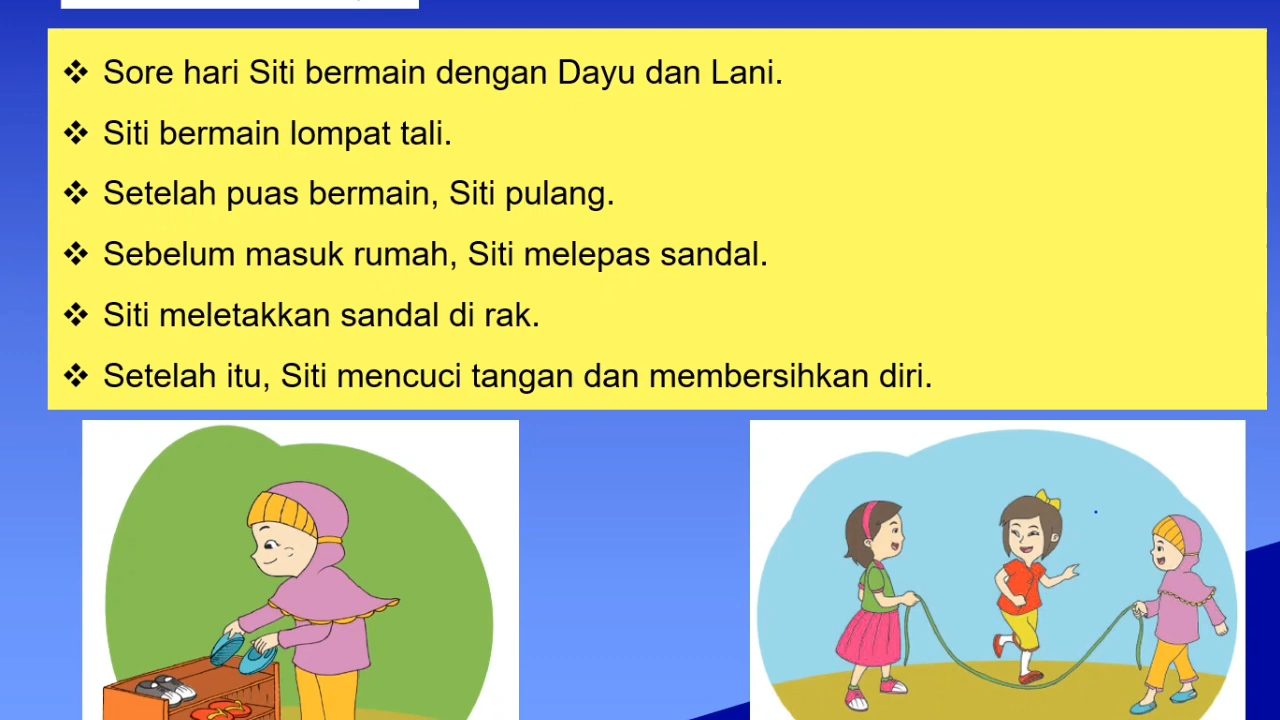 Sore hari Siti bermain dengan Dayu dan Lani.
Siti bermain lompat tali.
Setelah puas bermain, Siti pulang.
Sebelum masuk rumah, Siti melepas sandal.
Siti meletakkan sandal di rak.
Setelah itu, Siti mencuci tangan dan membersihkan diri.